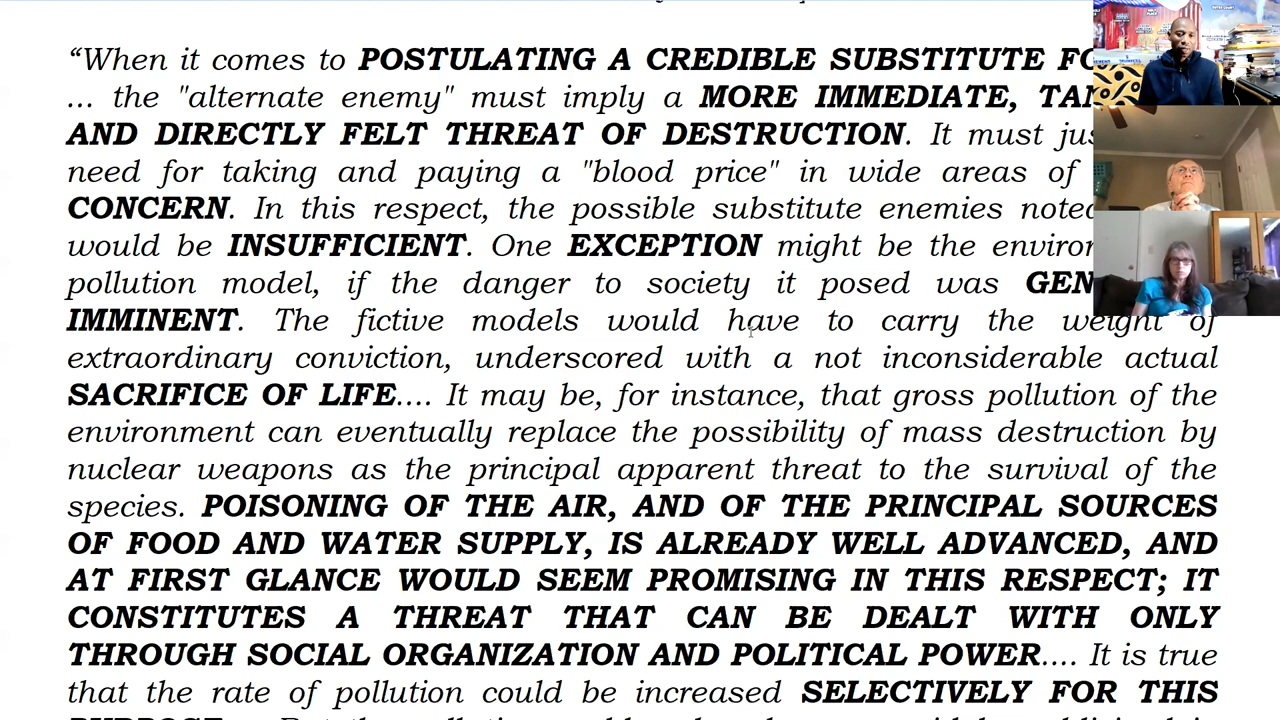 “When it comes to POSTULATING A CREDIBLE SUBSTITUTE
... the "alternate enemy" must imply a MORE IMMEDIATE,
AND DIRECTLY FELT THREAT OF DESTRUCTION. It must
need for taking and paying a "blood price" in wide areas of
CONCERN. In this respect, the possible substitute enemies
would be INSUFFICIENT. One EXCEPTION might be the
pollution model, if the danger to society it posed was
IMMINENT. The fictive models would have to carry the weight of
extraordinary conviction, underscored with a not inconsiderable actual
SACRIFICE OF LIFE.... It may be, for instance, that gross pollution of the
environment can eventually replace the possibility of mass destruction by
nuclear weapons as the principal apparent threat to the survival of the
species. POISONING OF THE AIR, AND OF THE PRINCIPAL SOURCES
OF FOOD AND WATER SUPPLY, IS ALREADY WELL ADVANCED, AND
AT FIRST GLANCE WOULD SEEM PROMISING IN THIS RESPECT; IT
CONSTITUTES A THREAT THAT CAN BE DEALT WITH ONLY
THROUGH SOCIAL ORGANIZATION AND POLITICAL POWER.... It is true
that the rate of pollution could be increased SELECTIVELY FOR THIS